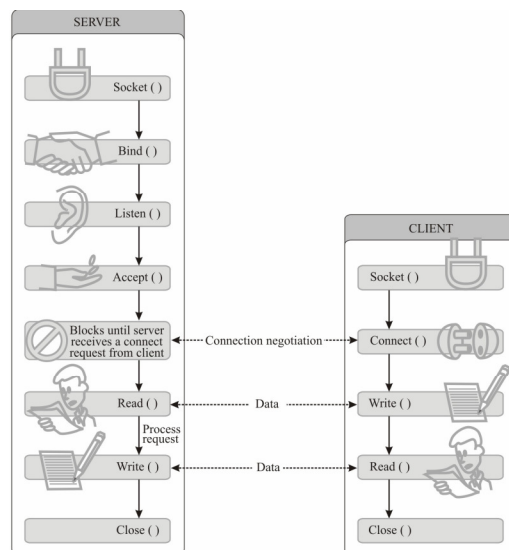 SERVER
Socket ( )
Bind ( )
Listen ( )
Accept ( )
Blocks until server
receives a connect
request from client
Read ( )
Process
request
Write ( )
Close ( )
Connection negotiation
Data
Data
CLIENT
Socket ( )
Connect ( )
Write ( )
Read ( )
Close ( )